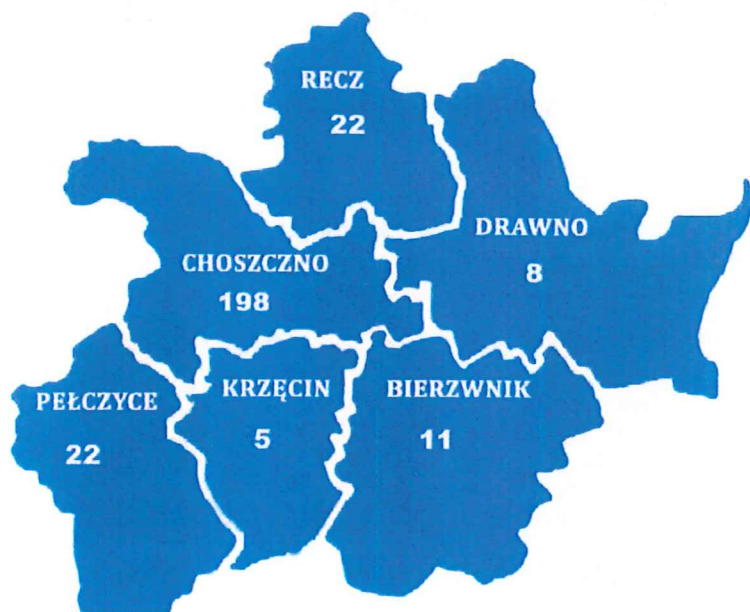 RECZ
22
DRAWNO
8
CHOSZCZNO
198
PEŁCZYCE
22
KRZĘCIN
5
BIERZWNIK
11